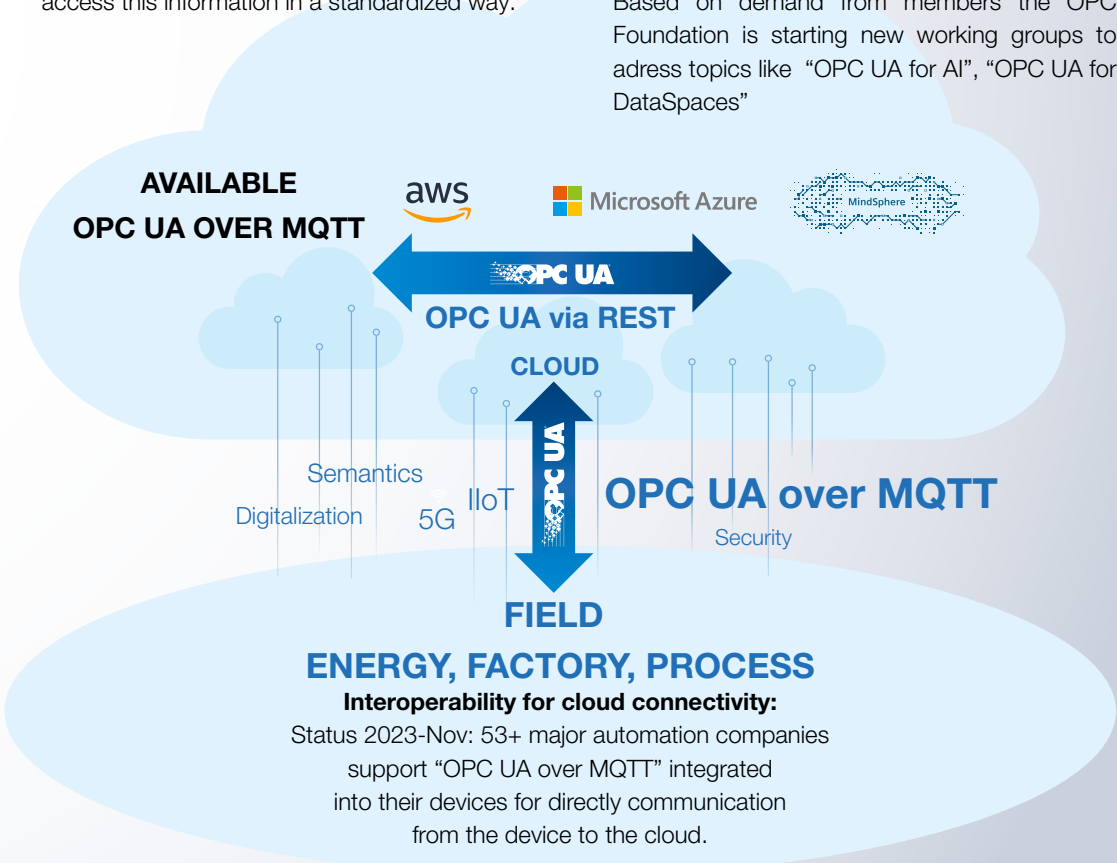 access this information in a standardized way.
Based on demand from members the OPC
Foundation is starting new working groups to
adress topics like “OPC UA for AI”, “OPC UA for
DataSpaces”
AVAILABLE
OPC UA OVER MQTT
aws
Microsoft Azure
MindSphere
OPC UA
OPC UA via REST
CLOUD
OPC UA
Semantics
Digitalization
5G
IIoT
OPC UA over MQTT
Security
FIELD
ENERGY, FACTORY, PROCESS
Interoperability for cloud connectivity:
Status 2023-Nov: 53+ major automation companies
support “OPC UA over MQTT” integrated
into their devices for directly communication
from the device to the cloud.